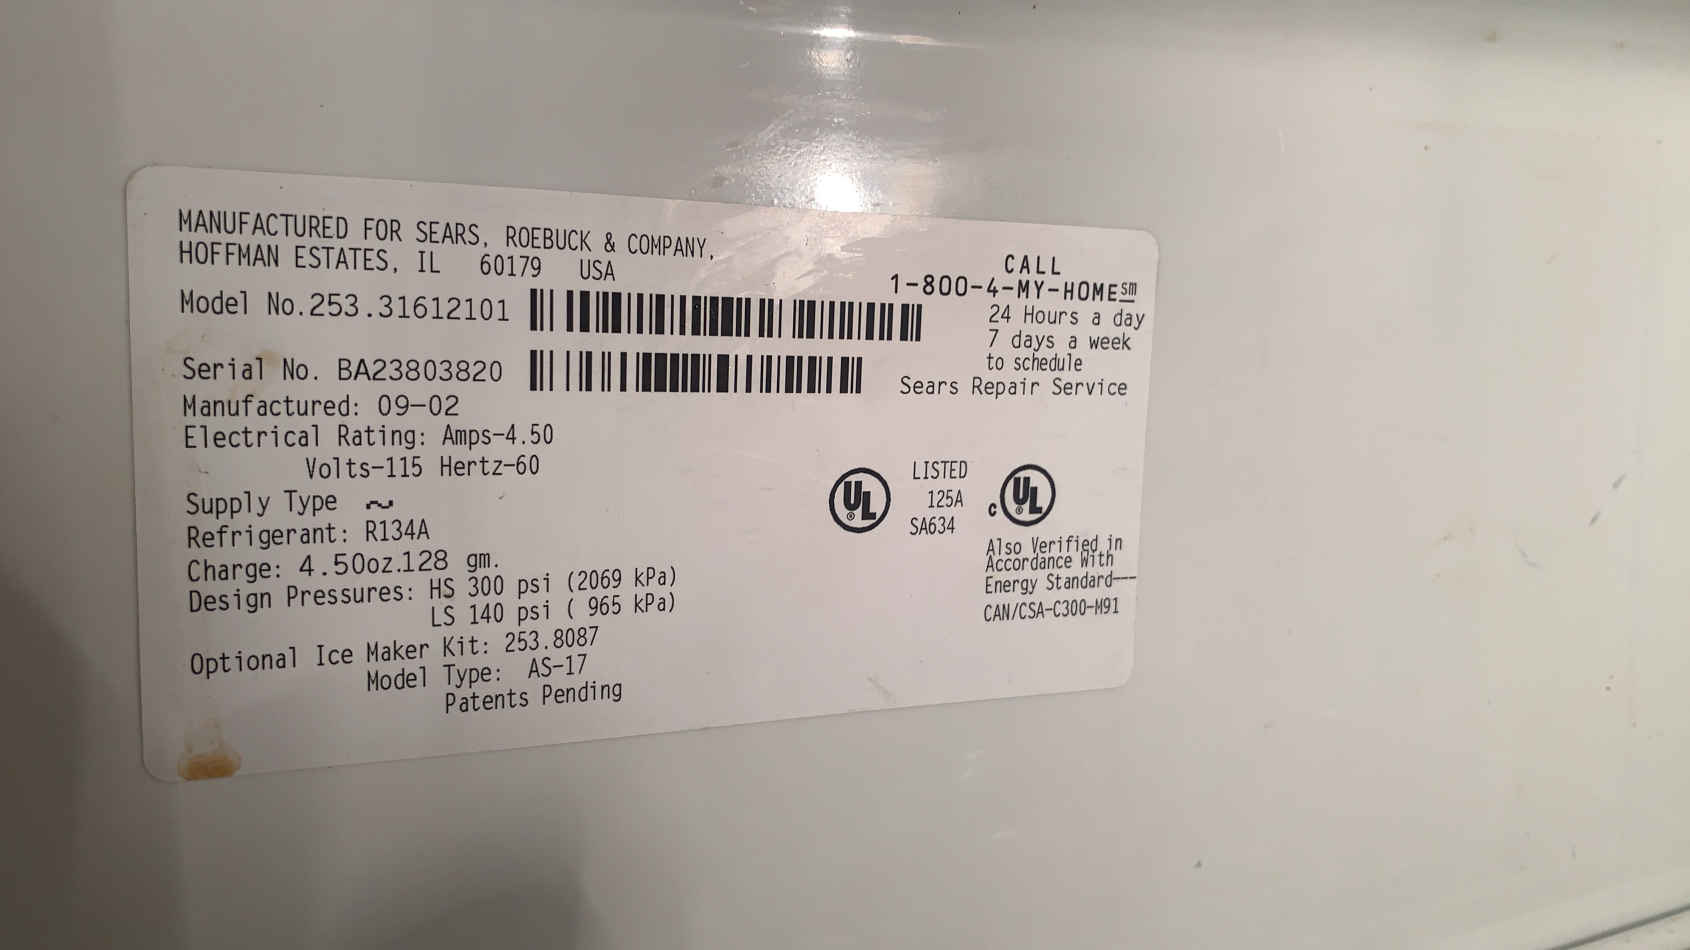 MANUFACTURED FOR SEARS, ROEBUCK & COMPANY,
HOFFMAN ESTATES, IL 60179 USA
Model No.253.31612101
Serial No. BA23803820
Manufactured: 09-02
Electrical Rating: Amps-4.50
Volts-115 Hertz-60
Supply Type ~
Refrigerant: R134A
Charge: 4.50oz.128 gm.
Design Pressures: HS 300 psi (2069 kPa)
LS 140 psi ( 965 kPa)
Optional Ice Maker Kit: 253.8087
Model Type: AS-17
Patents Pending
CALL
1-800-4-MY-HOME℠
24 Hours a day
7 days a week
to schedule
Sears Repair Service
UL ®
LISTED
125A
SA634
c UL ®
Also Verified in
Accordance With
Energy Standard---
CAN/CSA-C300-M91